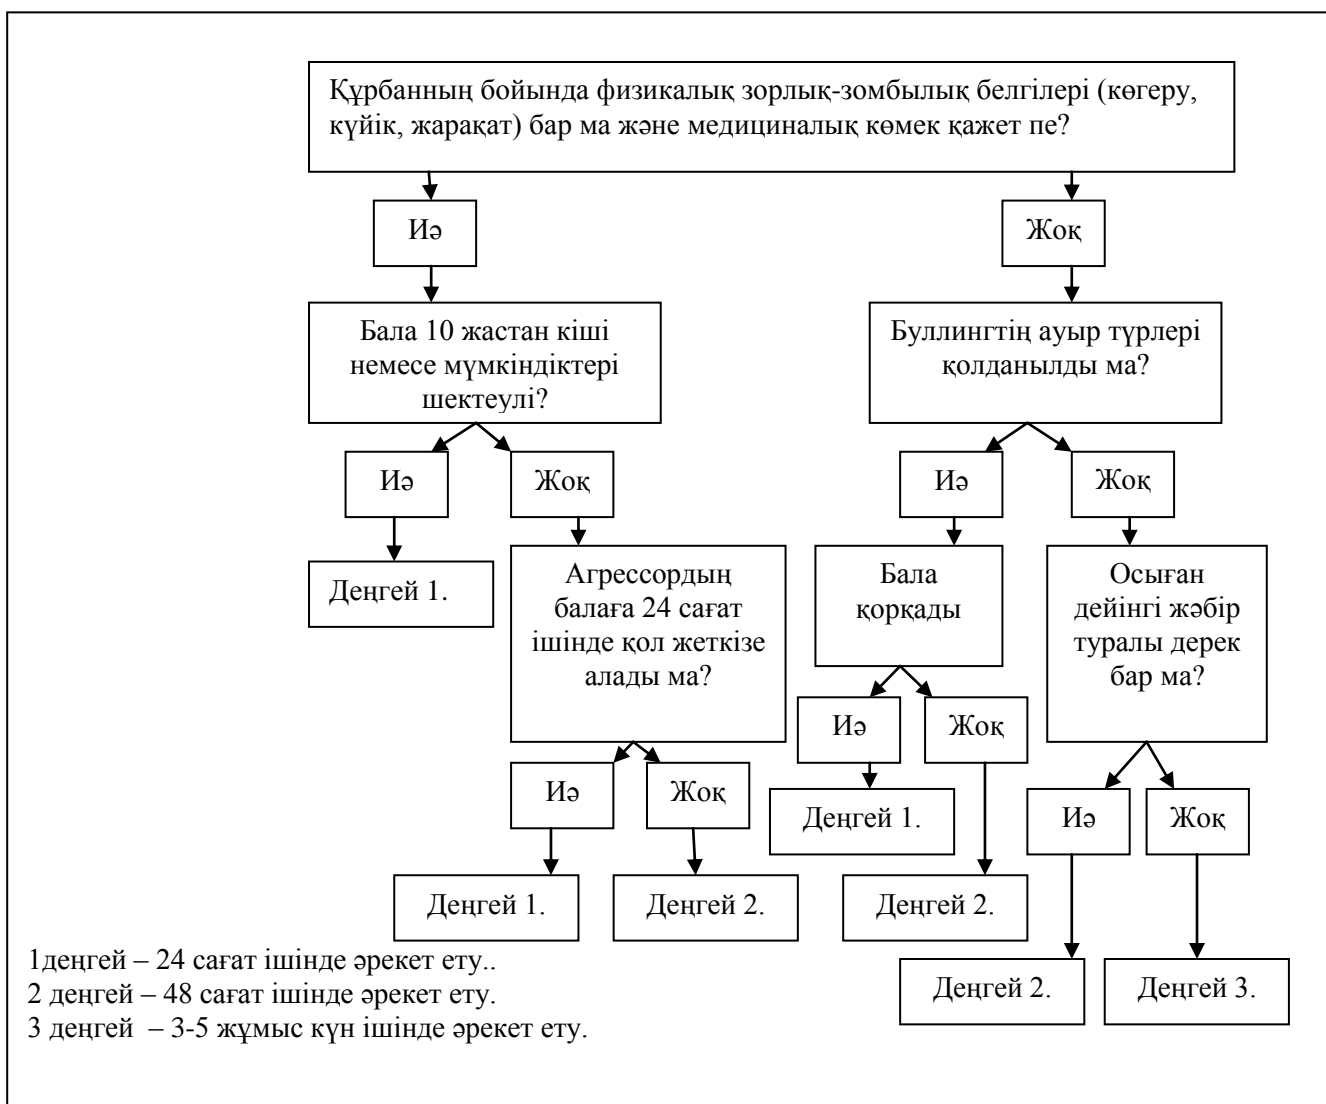 Құрбанның бойында физикалық зорлық-зомбылық белгілері (көгеру,
күйік, жарақат) бар ма және медициналық көмек қажет пе?
Иә
Жоқ
Бала 10 жастан кіші
немесе мүмкіндіктері
шектеулі?
Буллингтің ауыр түрлері
қолданылды ма?
Иә
Жоқ
Иә
Жоқ
Деңгей 1.
Агрессордың
балаға 24 сағат
ішінде қол жеткізе
алады ма?
Бала
қорқады
Осыған
дейінгі жәбір
туралы дерек
бар ма?
Иә
Жоқ
Иә
Жоқ
Деңгей 1.
Иә
Жоқ
Деңгей 1.
Деңгей 2.
Деңгей 2.
Деңгей 2.
Деңгей 3.
1деңгей – 24 сағат ішінде әрекет ету..
2 деңгей – 48 сағат ішінде әрекет ету.
3 деңгей – 3-5 жұмыс күн ішінде әрекет ету.